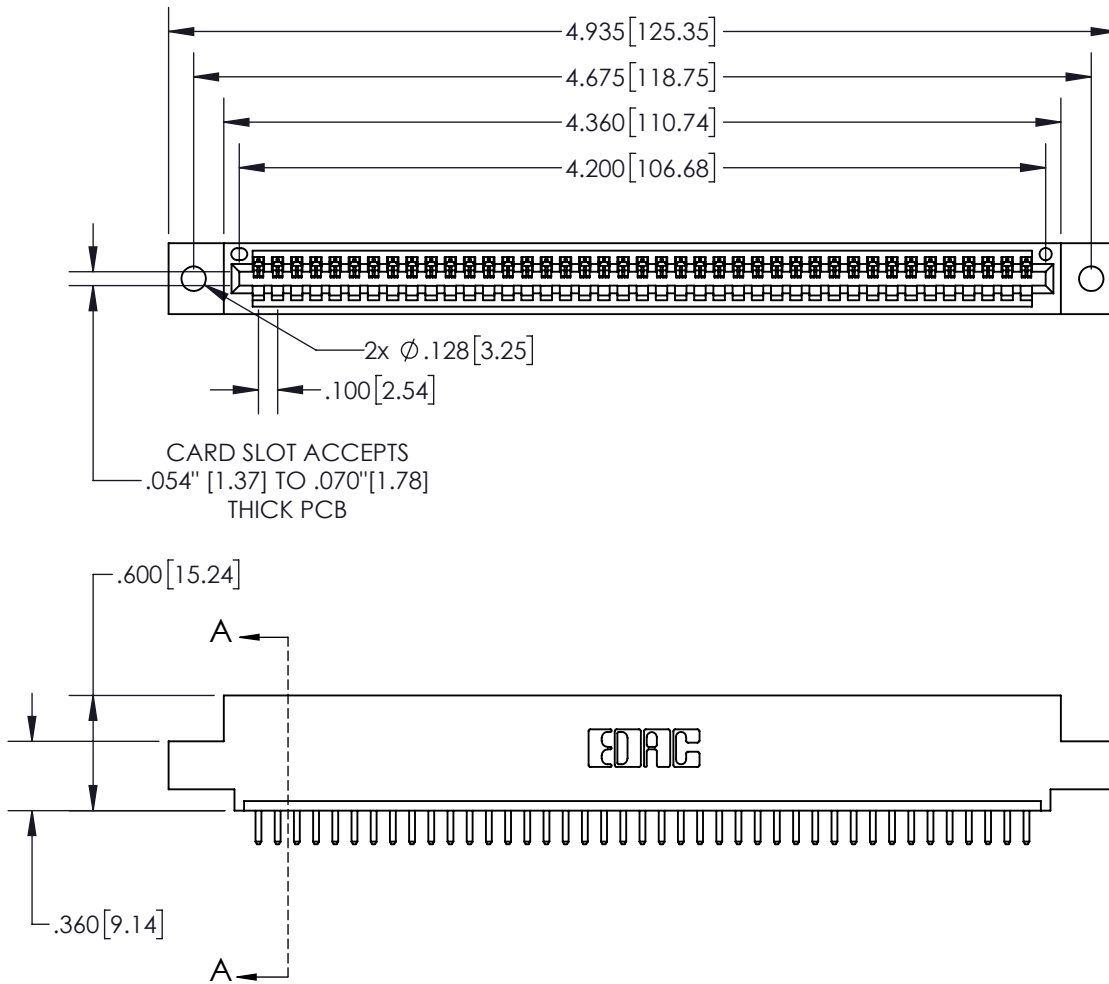 4.935[125.35]
4.675[118.75]
4.360[110.74]
4.200[106.68]
2x Ø.128[3.25]
.100[2.54]
CARD SLOT ACCEPTS
.054" [1.37] TO .070"[1.78]
THICK PCB
.600[15.24]
A
EDAC
.360[9.14]
A